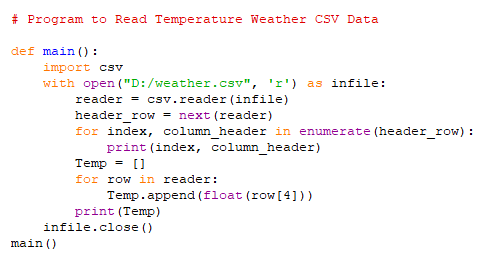 # Program to Read Temperature Weather CSV Data
def main():
    import csv
    with open("D:/weather.csv", 'r') as infile:
        reader = csv.reader(infile)
        header_row = next(reader)
        for index, column_header in enumerate(header_row):
            print(index, column_header)
        Temp = []
        for row in reader:
            Temp.append(float(row[4]))
        print(Temp)
    infile.close()
main()